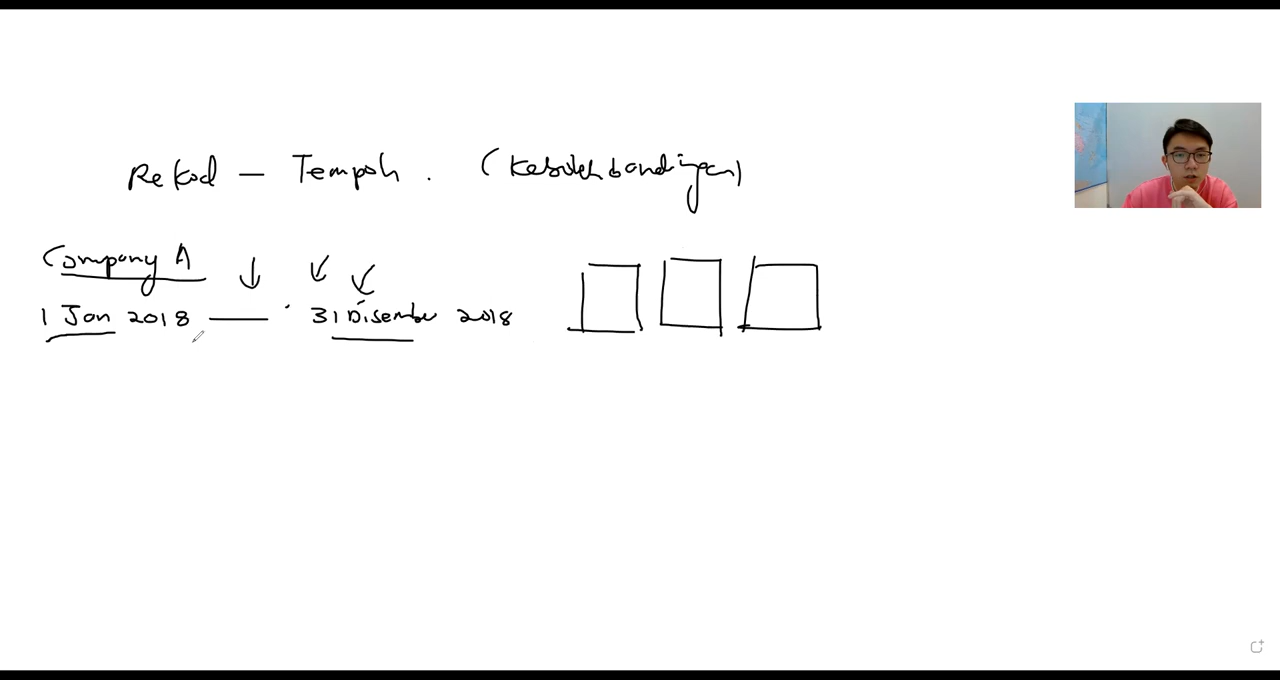 Rekod — Tempoh. (Kebolehbandingan)
Company A
1 Jan 2018 — 31 Disember 2018